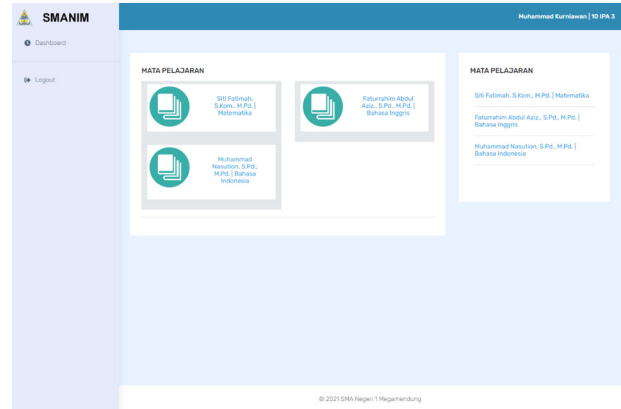 SMANIM
Muhammad Kurniawan | 10 IPA 3
Dashboard
Logout
MATA PELAJARAN
Siti Fatimah,
S.Kom., M.Pd. |
Matematika
Faturrahim Abdul
Aziz., S.Pd., M.Pd. |
Bahasa Inggris
Muhammad
Nasution, S.Pd.,
M.Pd. | Bahasa
Indonesia
MATA PELAJARAN
Siti Fatimah, S.Kom., M.Pd. | Matematika
Faturrahim Abdul Aziz., S.Pd., M.Pd. |
Bahasa Inggris
Muhammad Nasution, S.Pd., M.Pd. |
Bahasa Indonesia
© 2021 SMA Negeri 1 Megamendung